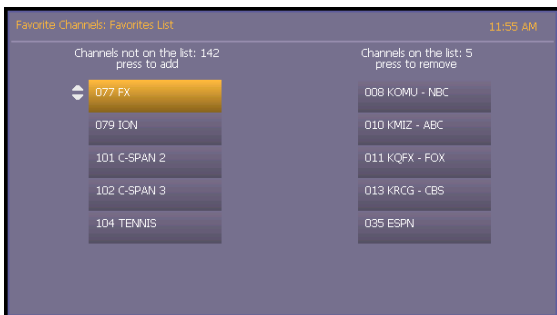 Favorite Channels: Favorites List
11:55 AM
Channels not on the list: 142
press to add
077 FX
079 ION
101 C-SPAN 2
102 C-SPAN 3
104 TENNIS
Channels on the list: 5
press to remove
008 KOMU - NBC
010 KMIZ - ABC
011 KQFX - FOX
013 KRCG - CBS
035 ESPN